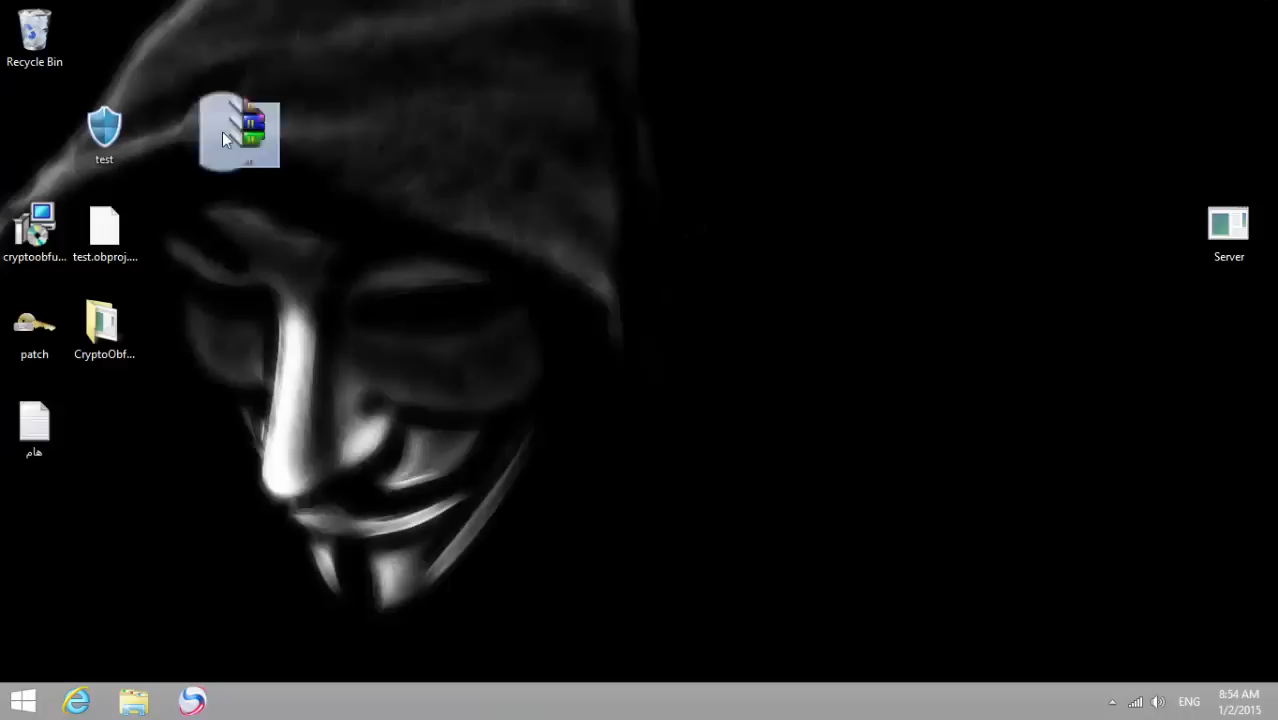 Recycle Bin
test
cryptoobfu...
test.obproj....
Server
patch
CryptoObf...
هام
ENG
8:54 AM
1/2/2015